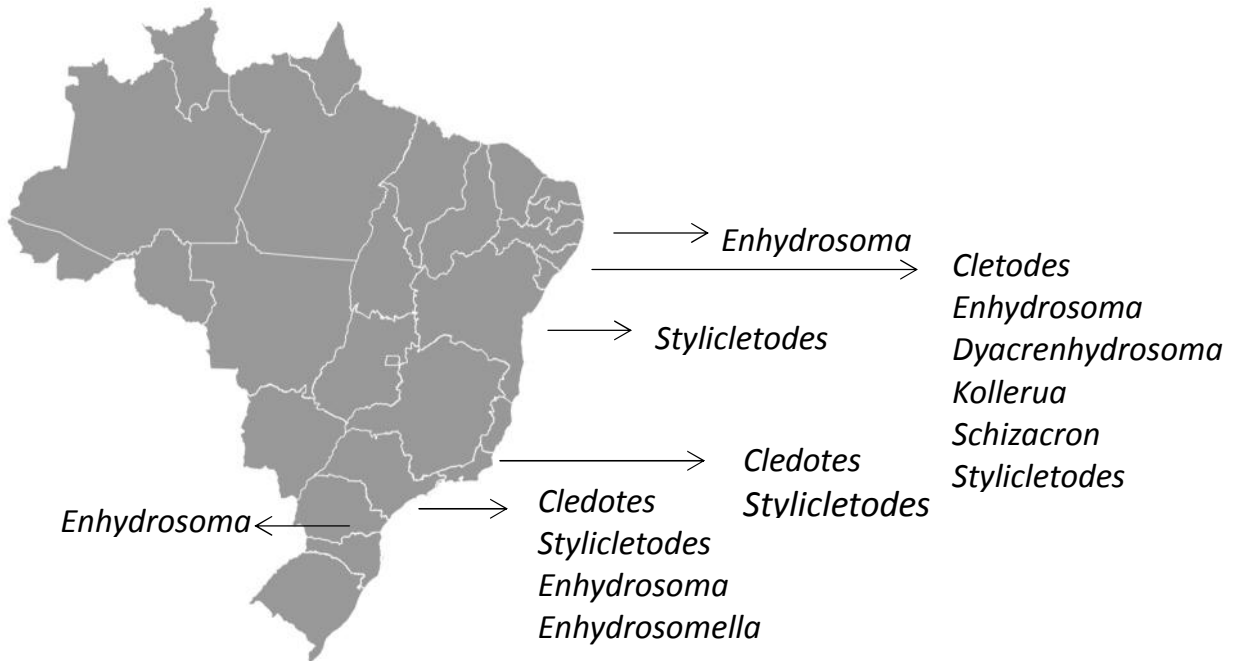 Enhydrosoma
Cletodes
Enhydrosoma
Dyacrenhydrosoma
Kollerua
Schizacron
Stylicletodes
Stylicletodes
Cledotes
Stylicletodes
Cledotes
Stylicletodes
Enhydrosoma
Enhydrosomella
Enhydrosoma